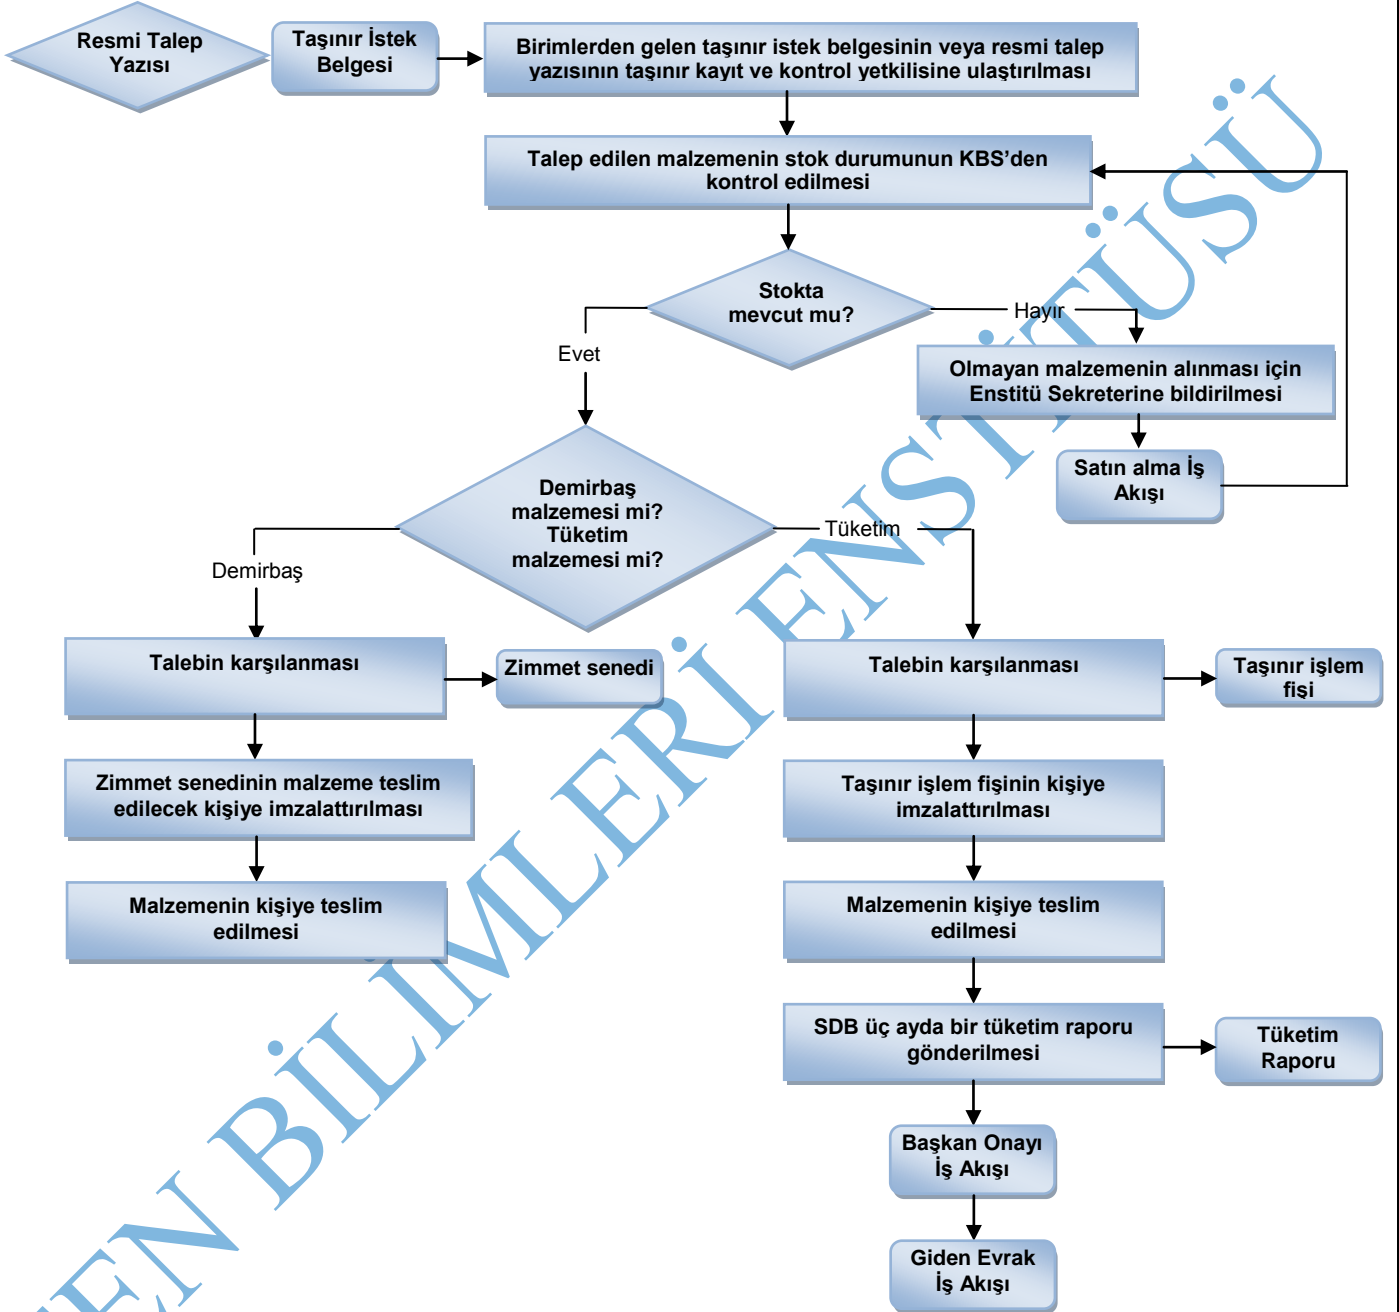 Resmi Talep
Yazısı
Taşınır İstek
Belgesi
Birimlerden gelen taşınır istek belgesinin veya resmi talep
yazısının taşınır kayıt ve kontrol yetkilisine ulaştırılması
Talep edilen malzemenin stok durumunun KBS’den
kontrol edilmesi
Stokta
mevcut mu?
Hayır
Evet
Olmayan malzemenin alınması için
Enstitü Sekreterine bildirilmesi
Satın alma İş
Akışı
Demirbaş
malzemesi mi?
Tüketim
malzemesi mi?
Tüketim
Demirbaş
Talebin karşılanması
Zimmet senedi
Talebin karşılanması
Taşınır işlem
fişi
Zimmet senedinin malzeme teslim
edilecek kişiye imzalattırılması
Taşınır işlem fişinin kişiye
imzalattırılması
Malzemenin kişiye teslim
edilmesi
Malzemenin kişiye teslim
edilmesi
SDB üç ayda bir tüketim raporu
gönderilmesi
Tüketim
Raporu
Başkan Onayı
İş Akışı
Giden Evrak
İş Akışı
FEN BİLİMLERİ ENSTİTÜSÜ